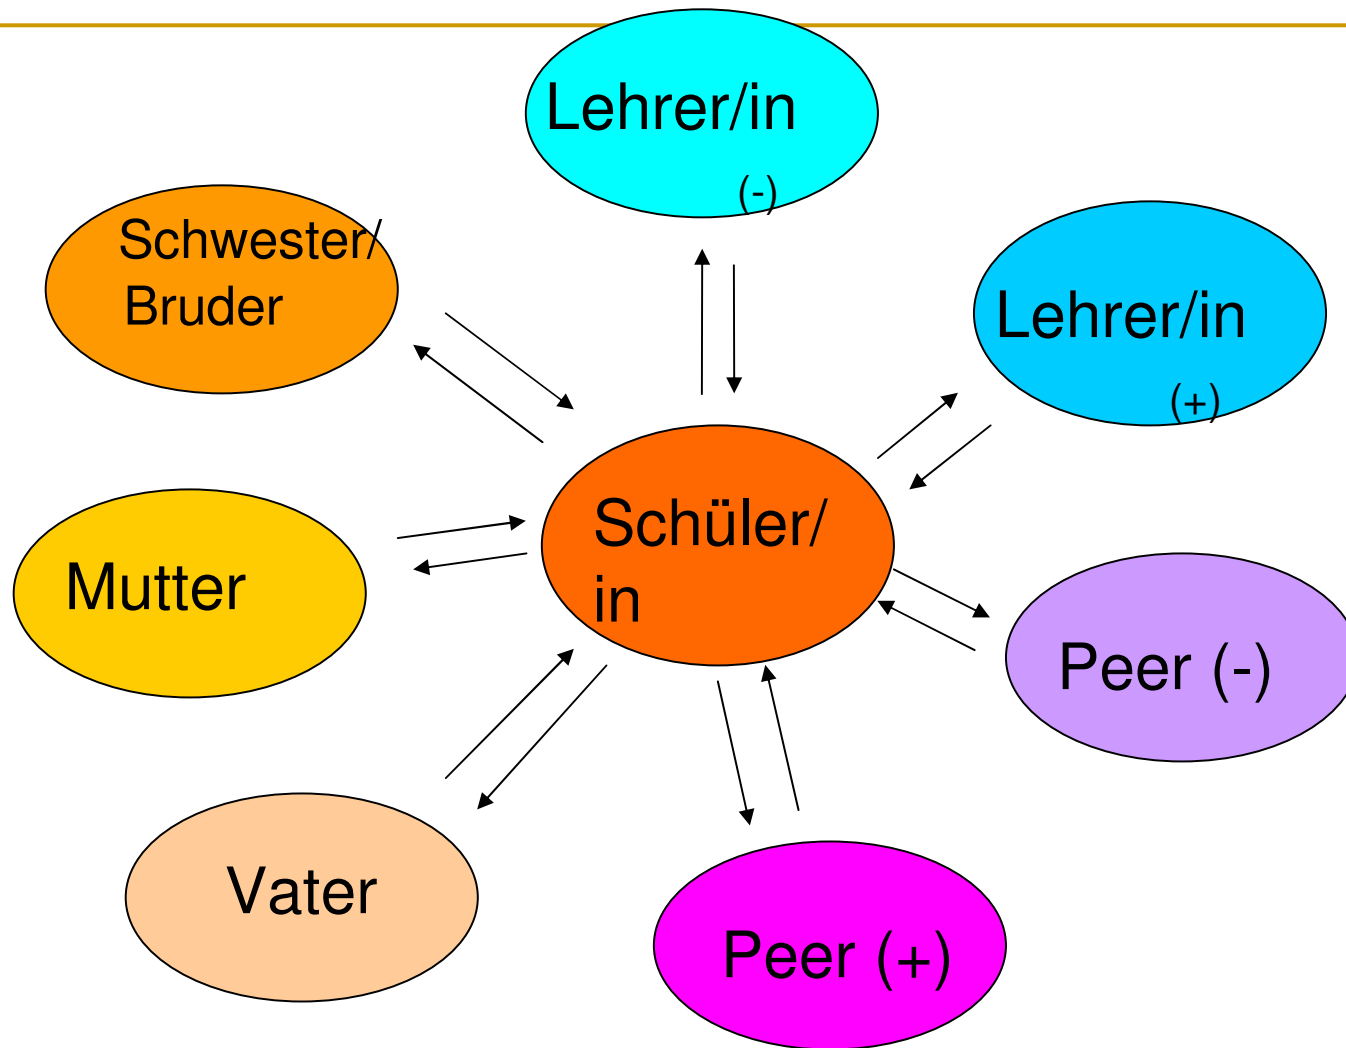 Lehrer/in
(-)
Schwester/
Bruder
Lehrer/in
(+)
Schüler/
in
Mutter
Peer (-)
Vater
Peer (+)